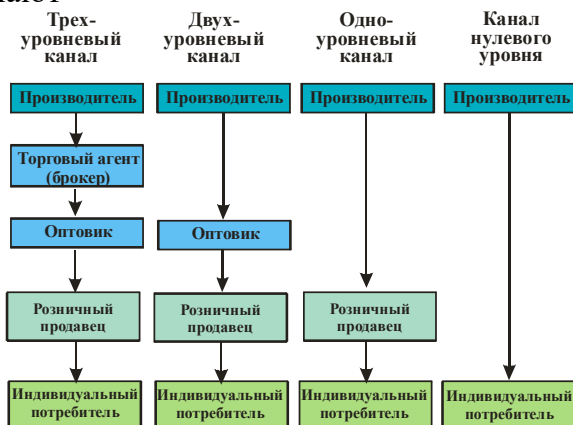 Трех-
уровневый
канал
Двух-
уровневый
канал
Одно-
уровневый
канал
Канал
нулевого
уровня
Производитель
Производитель
Производитель
Производитель
Торговый агент
(брокер)
Оптовик
Оптовик
Розничный
продавец
Розничный
продавец
Розничный
продавец
Индивидуальный
потребитель
Индивидуальный
потребитель
Индивидуальный
потребитель
Индивидуальный
потребитель